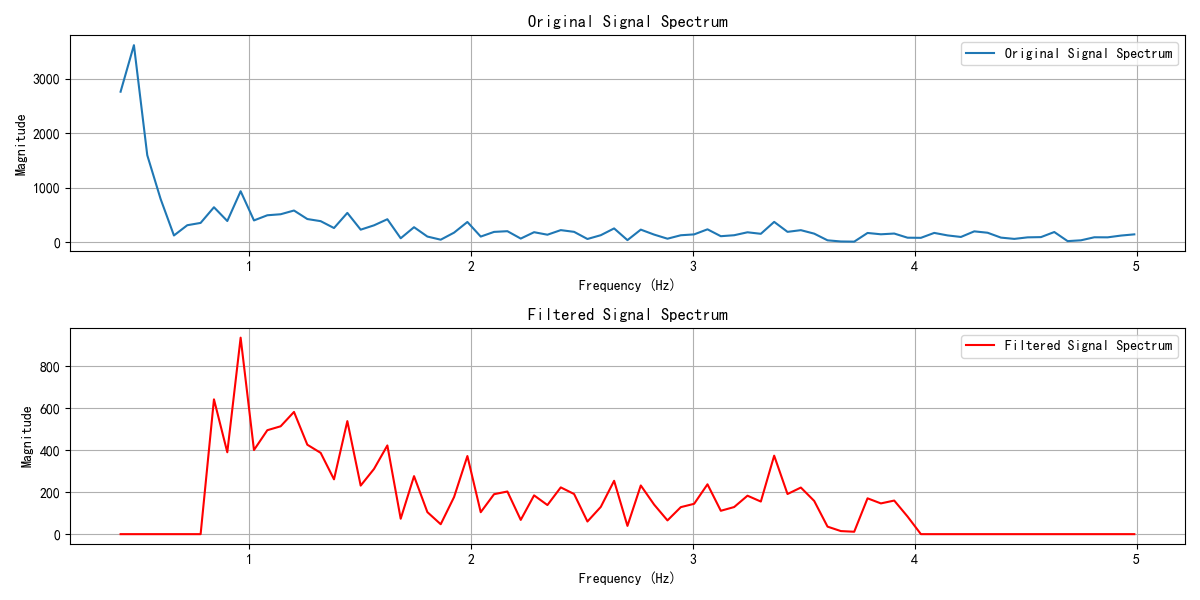 Original Signal Spectrum
Original Signal Spectrum
3000
2000
1000
0
Magnitude
1 2 3 4 5
Frequency (Hz)
Filtered Signal Spectrum
Filtered Signal Spectrum
800
600
400
200
0
Magnitude
1 2 3 4 5
Frequency (Hz)